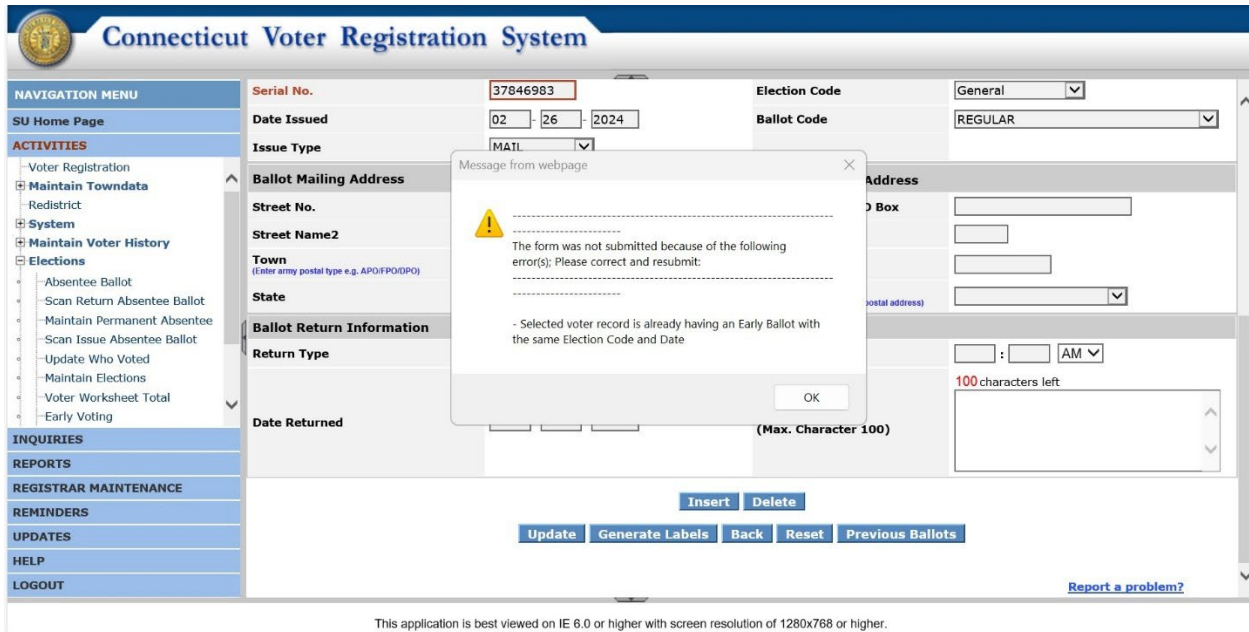 Connecticut Voter Registration System
NAVIGATION MENU
SU Home Page
ACTIVITIES
Voter Registration
Maintain Towndata
Redistrict
System
Maintain Voter History
Elections
Absentee Ballot
Scan Return Absentee Ballot
Maintain Permanent Absentee
Scan Issue Absentee Ballot
Update Who Voted
Maintain Elections
Voter Worksheet Total
Early Voting
INQUIRIES
REPORTS
REGISTRAR MAINTENANCE
REMINDERS
UPDATES
HELP
LOGOUT
Serial No. 37846983 Election Code General
Date Issued 02 - 26 - 2024 Ballot Code REGULAR
Issue Type MAIL
Ballot Mailing Address Address
Street No. Box
Street Name2
Town
(Enter army postal type e.g. APO/FPO/DPO)
State postal address)
Ballot Return Information
Return Type : AM
100 characters left
Date Returned (Max. Character 100)
Message from webpage
------------------------------------------------------------------
----------------------
The form was not submitted because of the following
error(s); Please correct and resubmit:
------------------------------------------------------------------
----------------------
- Selected voter record is already having an Early Ballot with
the same Election Code and Date
OK
Insert Delete
Update Generate Labels Back Reset Previous Ballots
Report a problem?
This application is best viewed on IE 6.0 or higher with screen resolution of 1280x768 or higher.